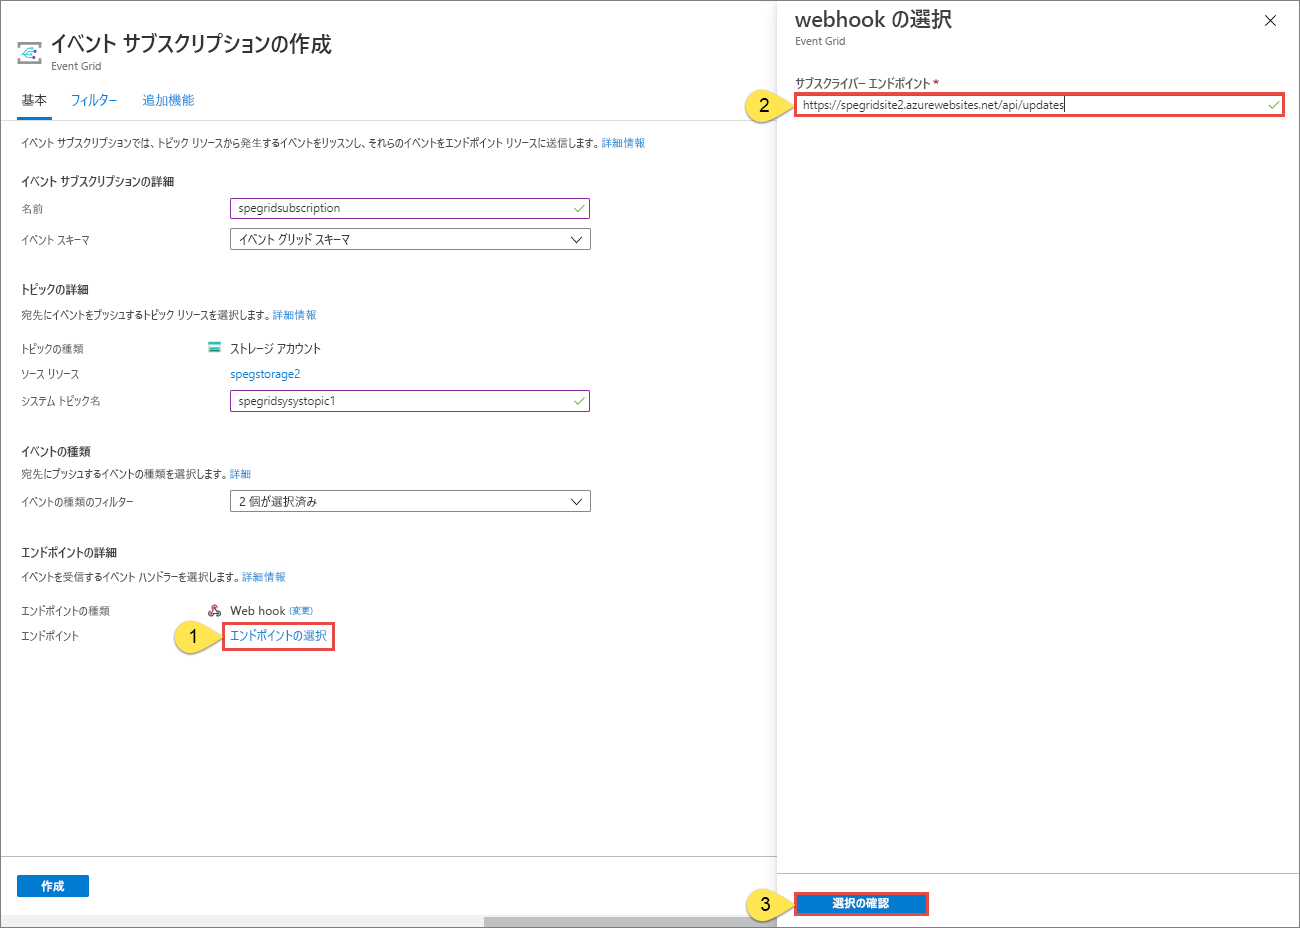 イベント サブスクリプションの作成
Event Grid
基本 フィルター 追加機能
イベント サブスクリプションでは、トピック リソースから発生するイベントをリッスンし、それらのイベントをエンドポイント リソースに送信します。詳細情報
イベント サブスクリプションの詳細
名前 spegridsubscription
イベント スキーマ イベント グリッド スキーマ
トピックの詳細
宛先にイベントをプッシュするトピック リソースを選択します。詳細情報
トピックの種類 ストレージ アカウント
ソース リソース spegstorage2
システム トピック名 spegridsysystopic1
イベントの種類
宛先にプッシュするイベントの種類を選択します。詳細
イベントの種類のフィルター 2 個が選択済み
エンドポイントの詳細
イベントを受信するイベント ハンドラーを選択します。詳細情報
エンドポイントの種類 Web hook (変更)
エンドポイント 1 エンドポイントの選択
作成
webhook の選択
Event Grid
サブスクライバー エンドポイント *
2 https://spegridsite2.azurewebsites.net/api/updates
3 選択の確認